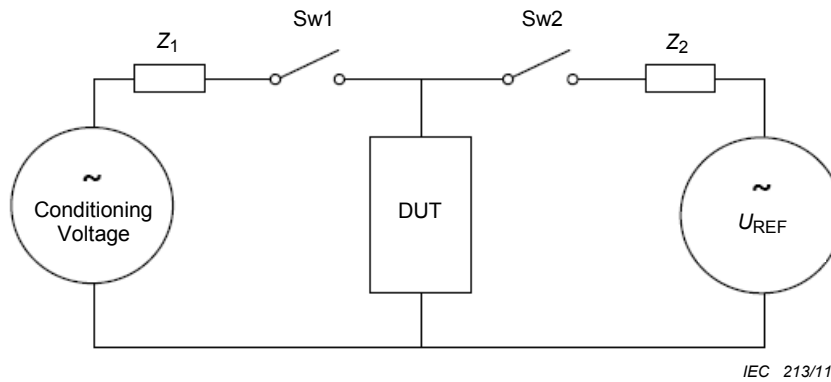 Sw1
Sw2
Z1
Z2
~
Conditioning
Voltage
DUT
~
UREF
IEC 213/11